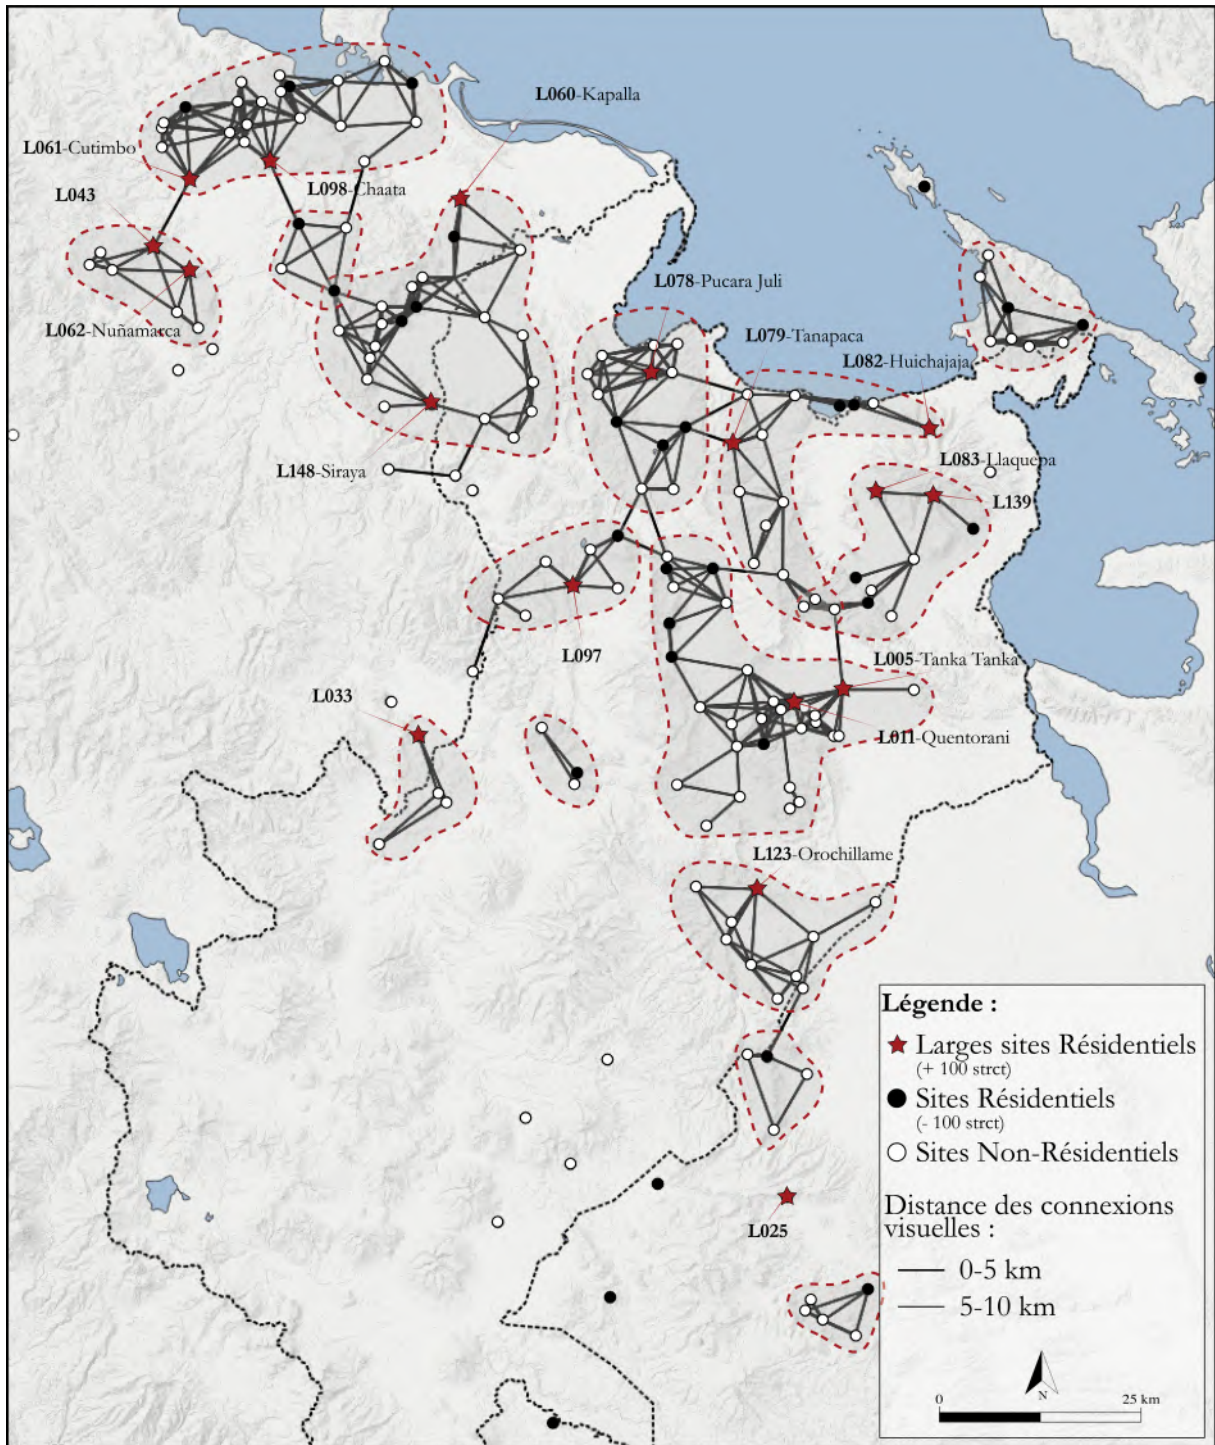 L060-Kapalla
L061-Cutimbo
L098-Chaata
L043
L078-Pucara Juli
L062-Nuñamarca
L079-Tanapaca
L082-Huichajaja
L148-Siraya
L083-Llaquepa
L139
L097
L005-Tanka Tanka
L033
L011-Quentorani
L123-Orochillame
L025
Légende :
Larges sites Résidentiels
(+ 100 strct)
Sites Résidentiels
(- 100 strct)
Sites Non-Résidentiels
Distance des connexions
visuelles :
0-5 km
5-10 km
N
0 25 km